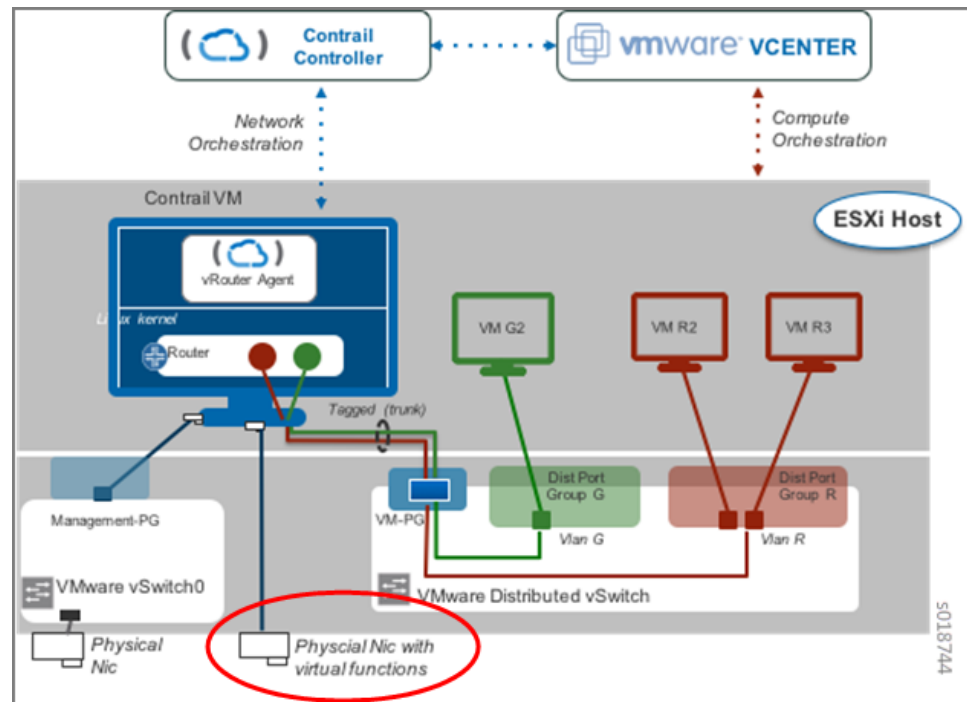 Contrail
Controller
vmware VCENTER
Network
Orchestration
Compute
Orchestration
Contrail VM
ESXi Host
vRouter Agent
Linux kernel
Router
VM G2
VM R2
VM R3
Tagged (trunk)
Dist Port
Group G
Dist Port
Group R
Management-PG
VM-PG
Vlan G
Vlan R
VMware vSwitch0
VMware Distributed vSwitch
Physical
Nic
Physcial Nic with
virtual functions
s018744